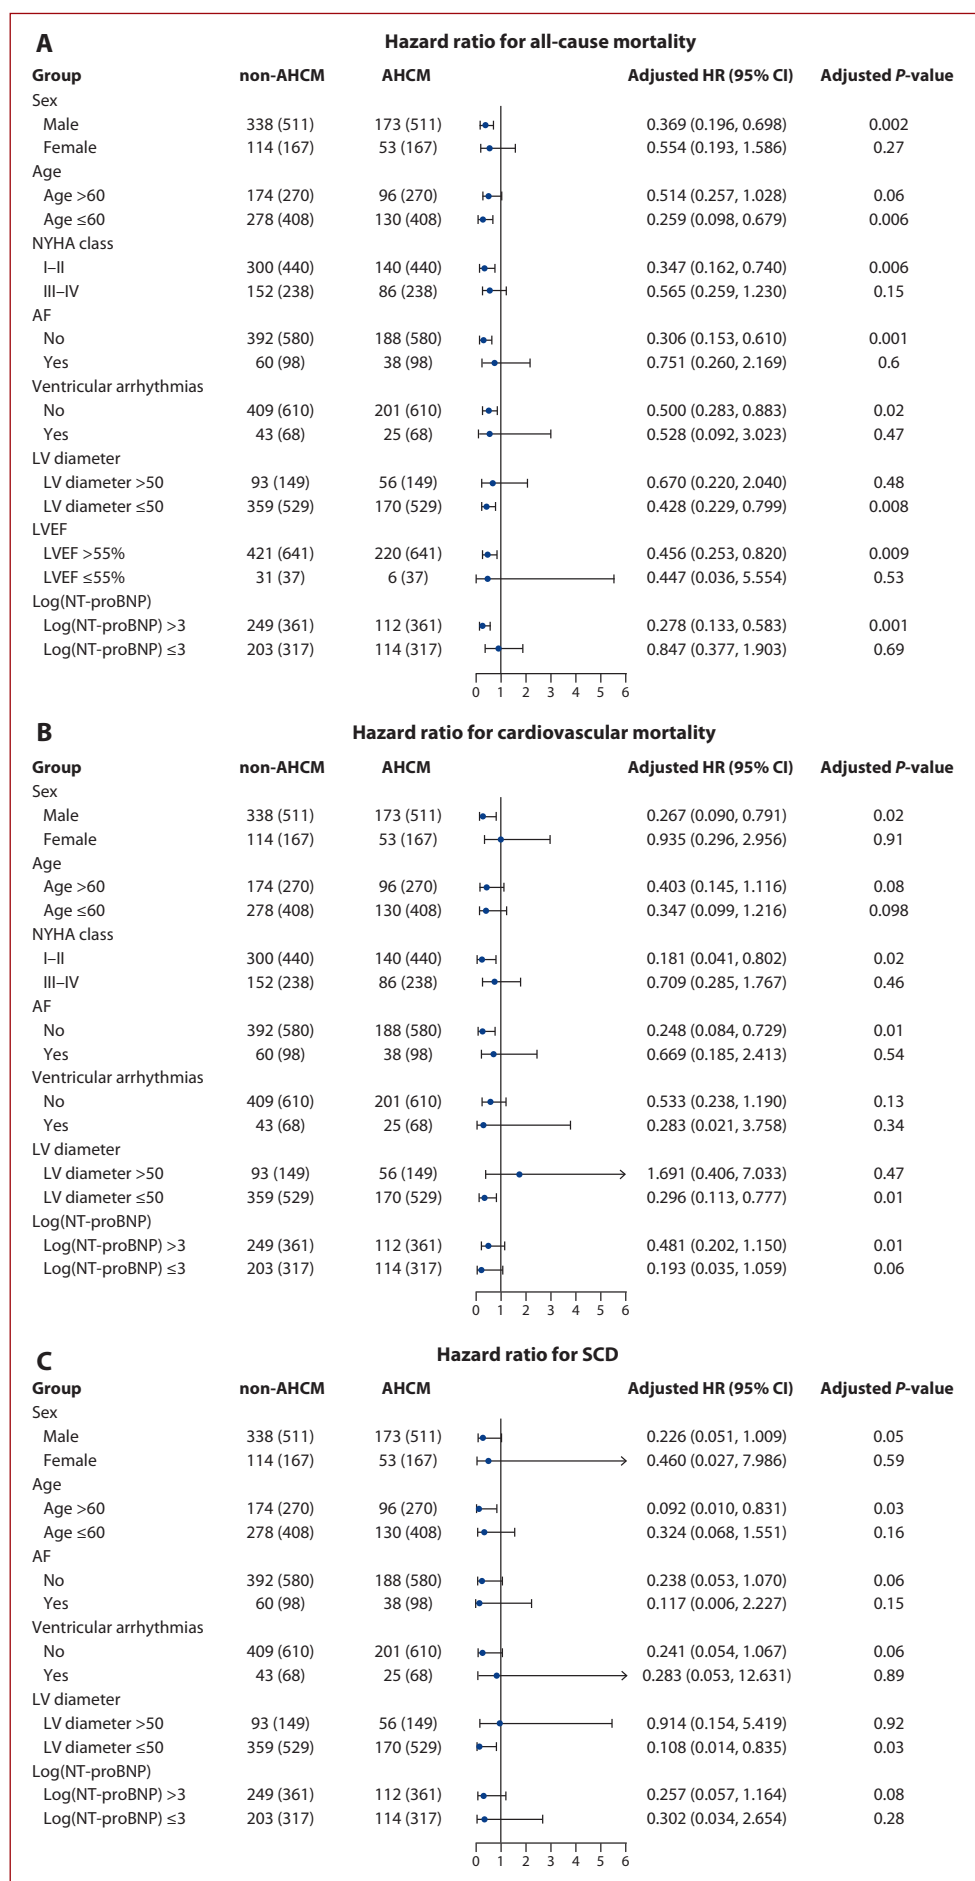 A
Hazard ratio for all-cause mortality
Group non-AHCM AHCM Adjusted HR (95% CI) Adjusted P-value
Sex
Male 338 (511) 173 (511) 0.369 (0.196, 0.698) 0.002
Female 114 (167) 53 (167) 0.554 (0.193, 1.586) 0.27
Age
Age >60 174 (270) 96 (270) 0.514 (0.257, 1.028) 0.06
Age ≤60 278 (408) 130 (408) 0.259 (0.098, 0.679) 0.006
NYHA class
I–II 300 (440) 140 (440) 0.347 (0.162, 0.740) 0.006
III–IV 152 (238) 86 (238) 0.565 (0.259, 1.230) 0.15
AF
No 392 (580) 188 (580) 0.306 (0.153, 0.610) 0.001
Yes 60 (98) 38 (98) 0.751 (0.260, 2.169) 0.6
Ventricular arrhythmias
No 409 (610) 201 (610) 0.500 (0.283, 0.883) 0.02
Yes 43 (68) 25 (68) 0.528 (0.092, 3.023) 0.47
LV diameter
LV diameter >50 93 (149) 56 (149) 0.670 (0.220, 2.040) 0.48
LV diameter ≤50 359 (529) 170 (529) 0.428 (0.229, 0.799) 0.008
LVEF
LVEF >55% 421 (641) 220 (641) 0.456 (0.253, 0.820) 0.009
LVEF ≤55% 31 (37) 6 (37) 0.447 (0.036, 5.554) 0.53
Log(NT-proBNP)
Log(NT-proBNP) >3 249 (361) 112 (361) 0.278 (0.133, 0.583) 0.001
Log(NT-proBNP) ≤3 203 (317) 114 (317) 0.847 (0.377, 1.903) 0.69
0 1 2 3 4 5 6
B
Hazard ratio for cardiovascular mortality
Group non-AHCM AHCM Adjusted HR (95% CI) Adjusted P-value
Sex
Male 338 (511) 173 (511) 0.267 (0.090, 0.791) 0.02
Female 114 (167) 53 (167) 0.935 (0.296, 2.956) 0.91
Age
Age >60 174 (270) 96 (270) 0.403 (0.145, 1.116) 0.08
Age ≤60 278 (408) 130 (408) 0.347 (0.099, 1.216) 0.098
NYHA class
I–II 300 (440) 140 (440) 0.181 (0.041, 0.802) 0.02
III–IV 152 (238) 86 (238) 0.709 (0.285, 1.767) 0.46
AF
No 392 (580) 188 (580) 0.248 (0.084, 0.729) 0.01
Yes 60 (98) 38 (98) 0.669 (0.185, 2.413) 0.54
Ventricular arrhythmias
No 409 (610) 201 (610) 0.533 (0.238, 1.190) 0.13
Yes 43 (68) 25 (68) 0.283 (0.021, 3.758) 0.34
LV diameter
LV diameter >50 93 (149) 56 (149) 1.691 (0.406, 7.033) 0.47
LV diameter ≤50 359 (529) 170 (529) 0.296 (0.113, 0.777) 0.01
Log(NT-proBNP)
Log(NT-proBNP) >3 249 (361) 112 (361) 0.481 (0.202, 1.150) 0.01
Log(NT-proBNP) ≤3 203 (317) 114 (317) 0.193 (0.035, 1.059) 0.06
0 1 2 3 4 5 6
C
Hazard ratio for SCD
Group non-AHCM AHCM Adjusted HR (95% CI) Adjusted P-value
Sex
Male 338 (511) 173 (511) 0.226 (0.051, 1.009) 0.05
Female 114 (167) 53 (167) 0.460 (0.027, 7.986) 0.59
Age
Age >60 174 (270) 96 (270) 0.092 (0.010, 0.831) 0.03
Age ≤60 278 (408) 130 (408) 0.324 (0.068, 1.551) 0.16
AF
No 392 (580) 188 (580) 0.238 (0.053, 1.070) 0.06
Yes 60 (98) 38 (98) 0.117 (0.006, 2.227) 0.15
Ventricular arrhythmias
No 409 (610) 201 (610) 0.241 (0.054, 1.067) 0.06
Yes 43 (68) 25 (68) 0.283 (0.053, 12.631) 0.89
LV diameter
LV diameter >50 93 (149) 56 (149) 0.914 (0.154, 5.419) 0.92
LV diameter ≤50 359 (529) 170 (529) 0.108 (0.014, 0.835) 0.03
Log(NT-proBNP)
Log(NT-proBNP) >3 249 (361) 112 (361) 0.257 (0.057, 1.164) 0.08
Log(NT-proBNP) ≤3 203 (317) 114 (317) 0.302 (0.034, 2.654) 0.28
0 1 2 3 4 5 6